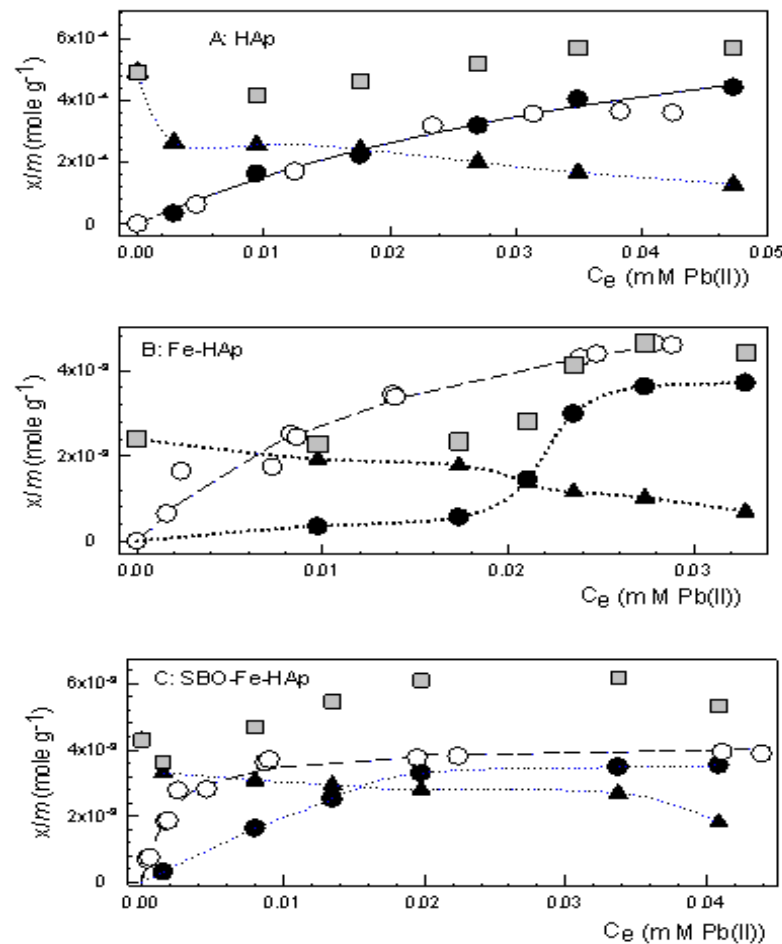 A: HAp
6x10⁻⁴
4x10⁻⁴
2x10⁻⁴
0
x/m (mole g⁻¹)
0.00 0.01 0.02 0.03 0.04 0.05
Cₑ (mM Pb(II))
B: Fe-HAp
4x10⁻³
2x10⁻³
0
x/m (mole g⁻¹)
0.00 0.01 0.02 0.03
Cₑ (mM Pb(II))
C: SBO-Fe-HAp
6x10⁻³
4x10⁻³
2x10⁻³
0
x/m (mole g⁻¹)
0.00 0.01 0.02 0.03 0.04
Cₑ (mM Pb(II))